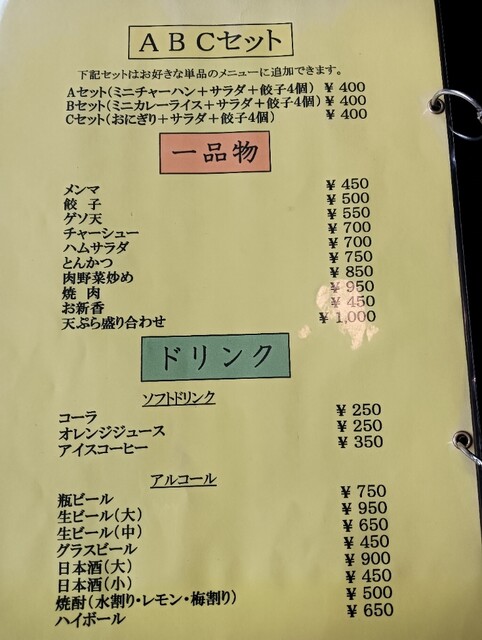 ABCセット
下記セットはお好きな単品のメニューに追加できます。
Aセット(ミニチャーハン+サラダ+餃子4個) ¥ 400
Bセット(ミニカレーライス+サラダ+餃子4個) ¥ 400
Cセット(おにぎり+サラダ+餃子4個) ¥ 400
一品物
メンマ ¥ 450
餃 子 ¥ 500
ゲソ天 ¥ 550
チャーシュー ¥ 700
ハムサラダ ¥ 700
とんかつ ¥ 750
肉野菜炒め ¥ 850
焼 肉 ¥ 950
お新香 ¥ 450
天ぷら盛り合わせ ¥ 1,000
ドリンク
ソフトドリンク
コーラ ¥ 250
オレンジジュース ¥ 250
アイスコーヒー ¥ 350
アルコール
瓶ビール ¥ 750
生ビール(大) ¥ 950
生ビール(中) ¥ 650
グラスビール ¥ 450
日本酒(大) ¥ 900
日本酒(小) ¥ 450
焼酎(水割り・レモン・梅割り) ¥ 500
ハイボール ¥ 650